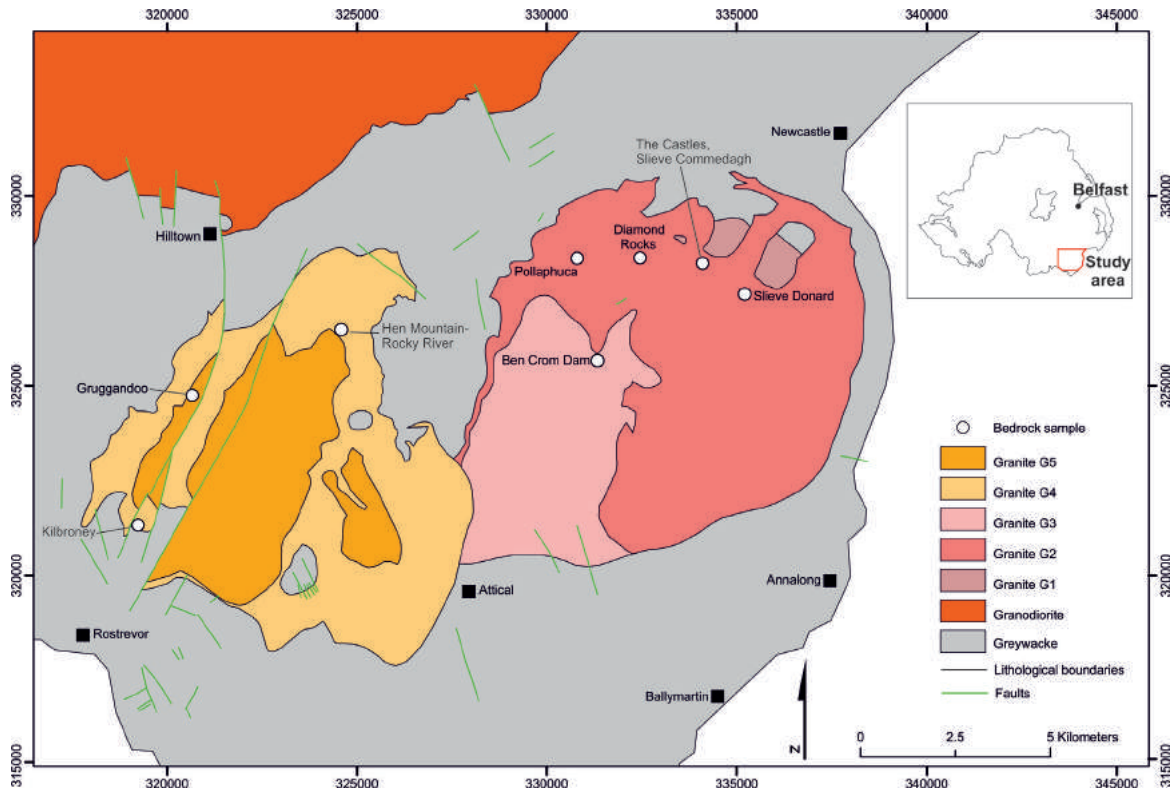 320000
325000
330000
335000
340000
345000
330000
325000
320000
315000
330000
325000
320000
315000
320000
325000
330000
335000
340000
345000
Newcastle
The Castles,
Slieve Commedagh
Hilltown
Diamond
Rocks
Pollaphuca
Slieve Donard
Hen Mountain-
Rocky River
Ben Crom Dam
Gruggandoo
Kilbroney
Attical
Annalong
Rostrevor
Ballymartin
Belfast
Study
area
Bedrock sample
Granite G5
Granite G4
Granite G3
Granite G2
Granite G1
Granodiorite
Greywacke
Lithological boundaries
Faults
N
0 2.5 5 Kilometers